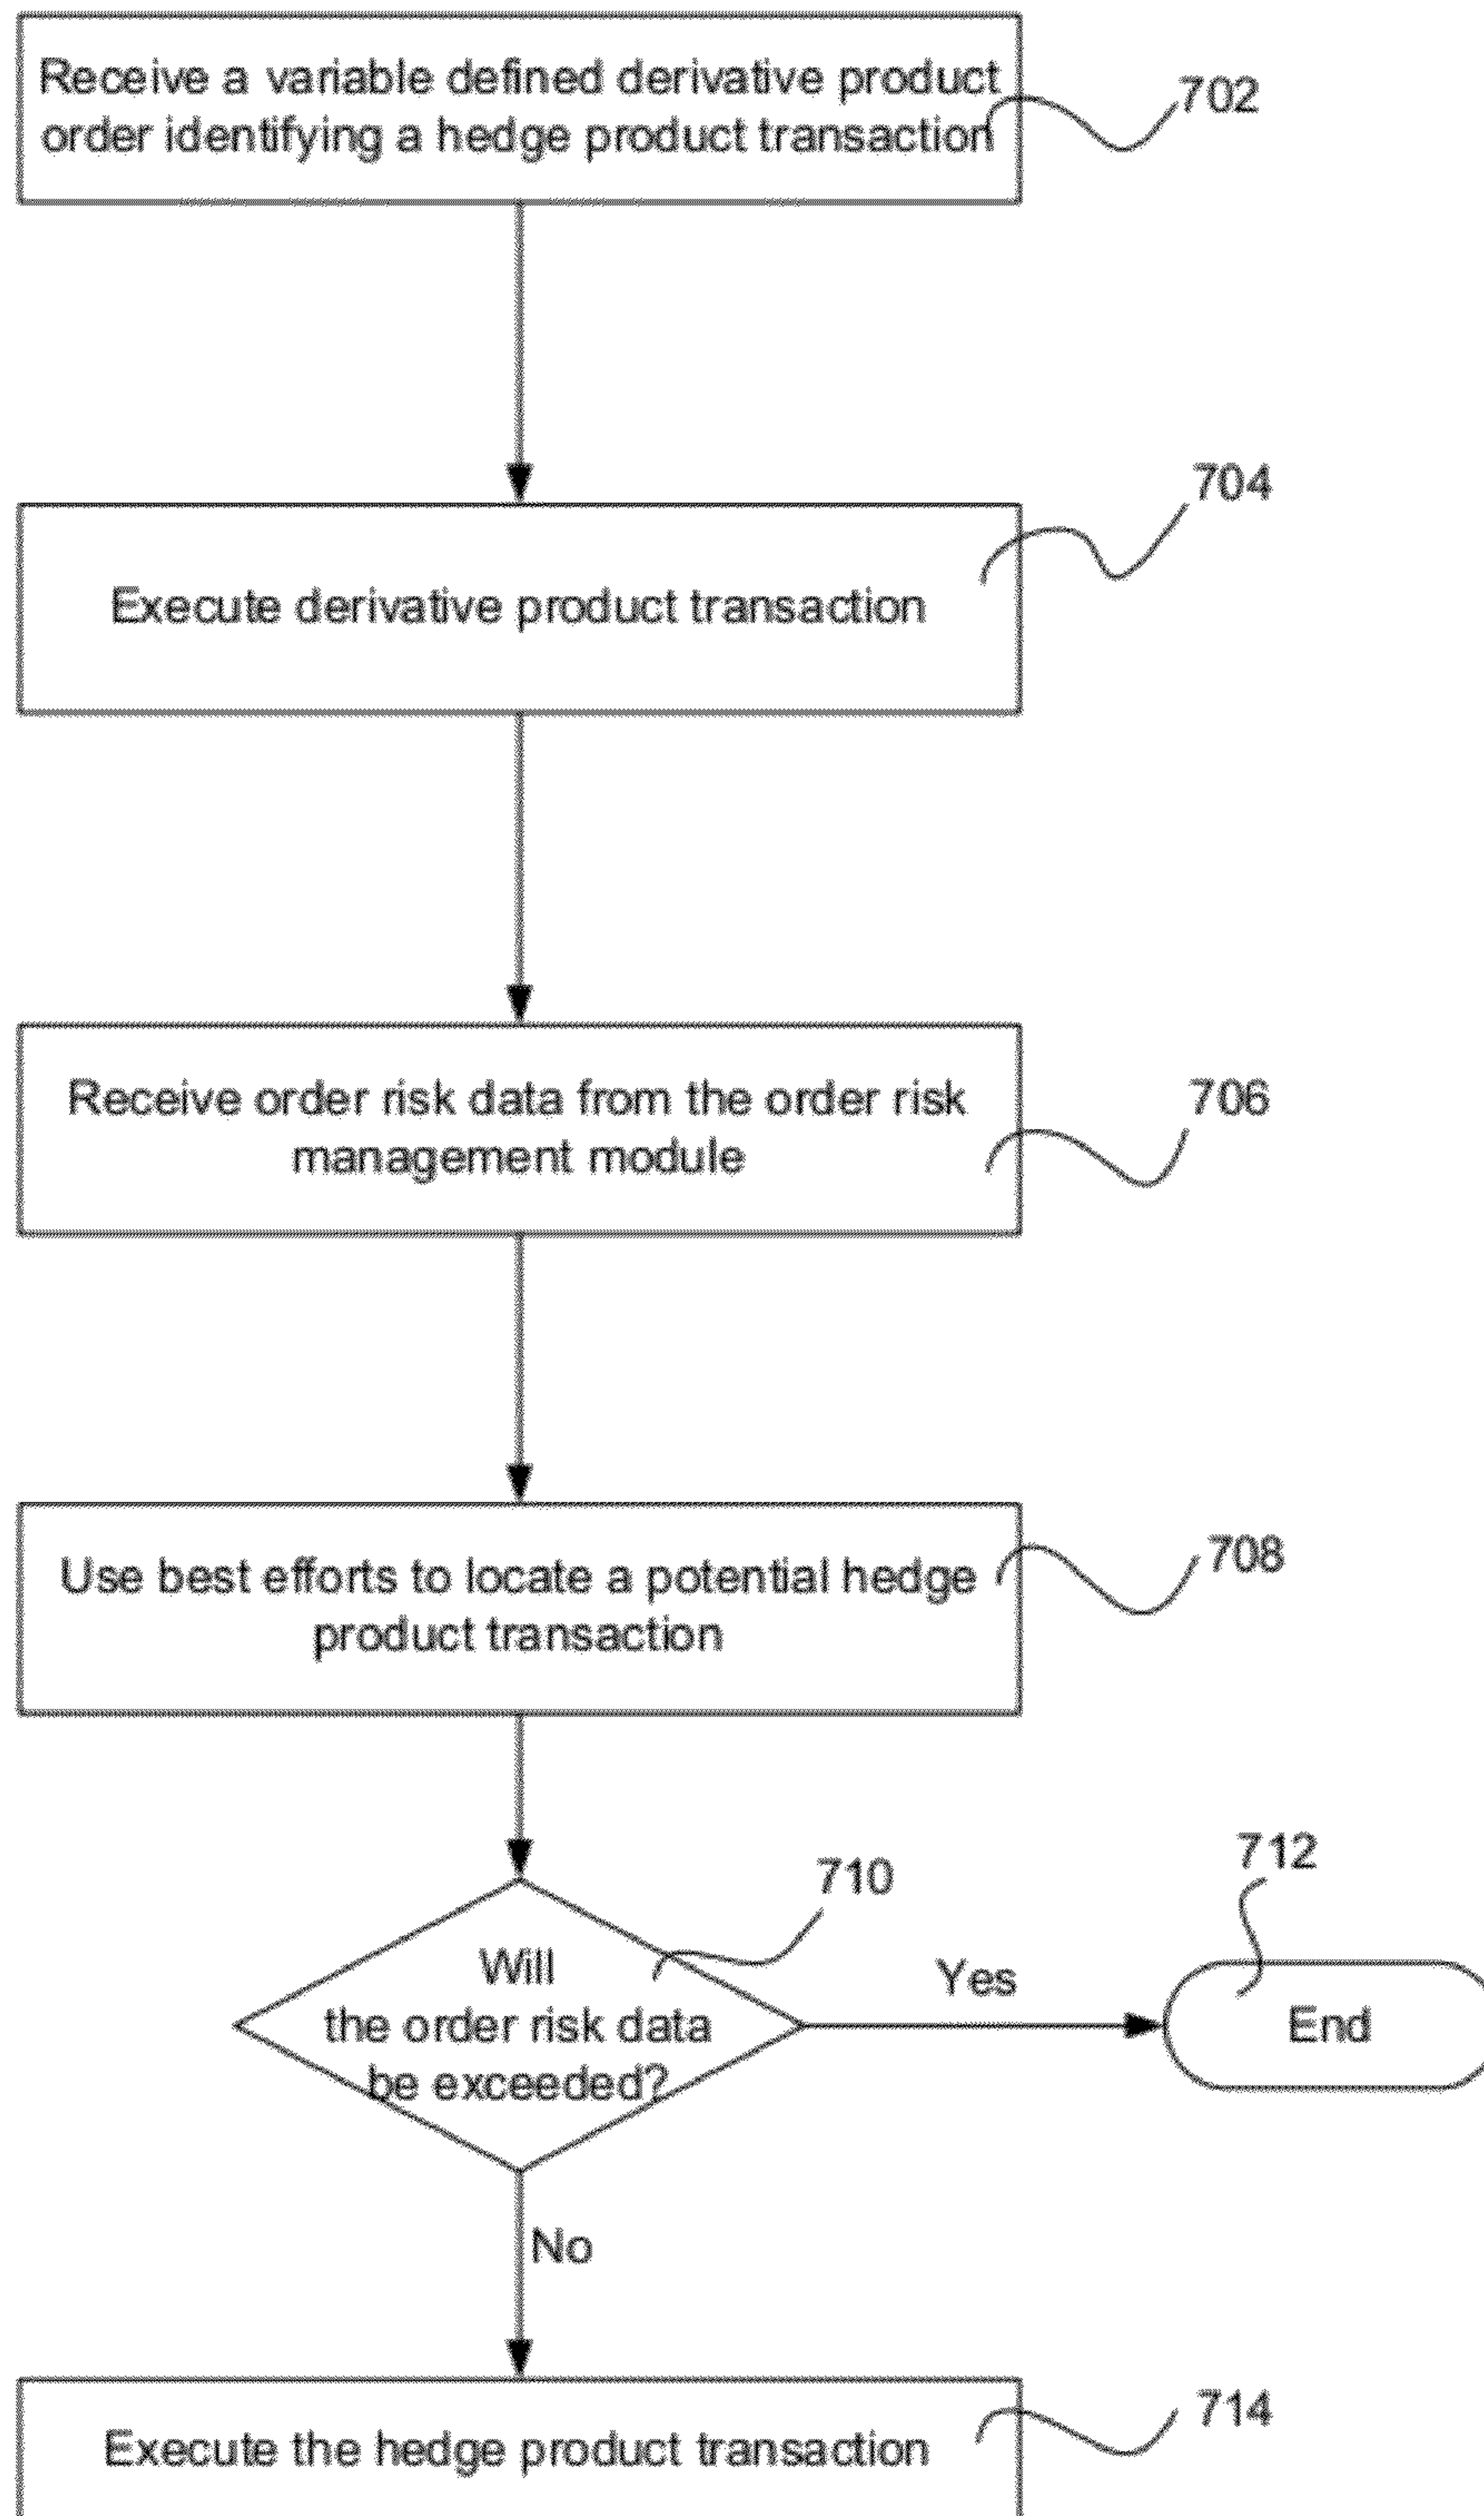 Receive a variable defined derivative product
order identifying a hedge product transaction
702
704
Execute derivative product transaction
Receive order risk data from the order risk
management module
706
Use best efforts to locate a potential hedge
product transaction
708
710
712
Will
the order risk data
be exceeded?
Yes
End
No
Execute the hedge product transaction
714